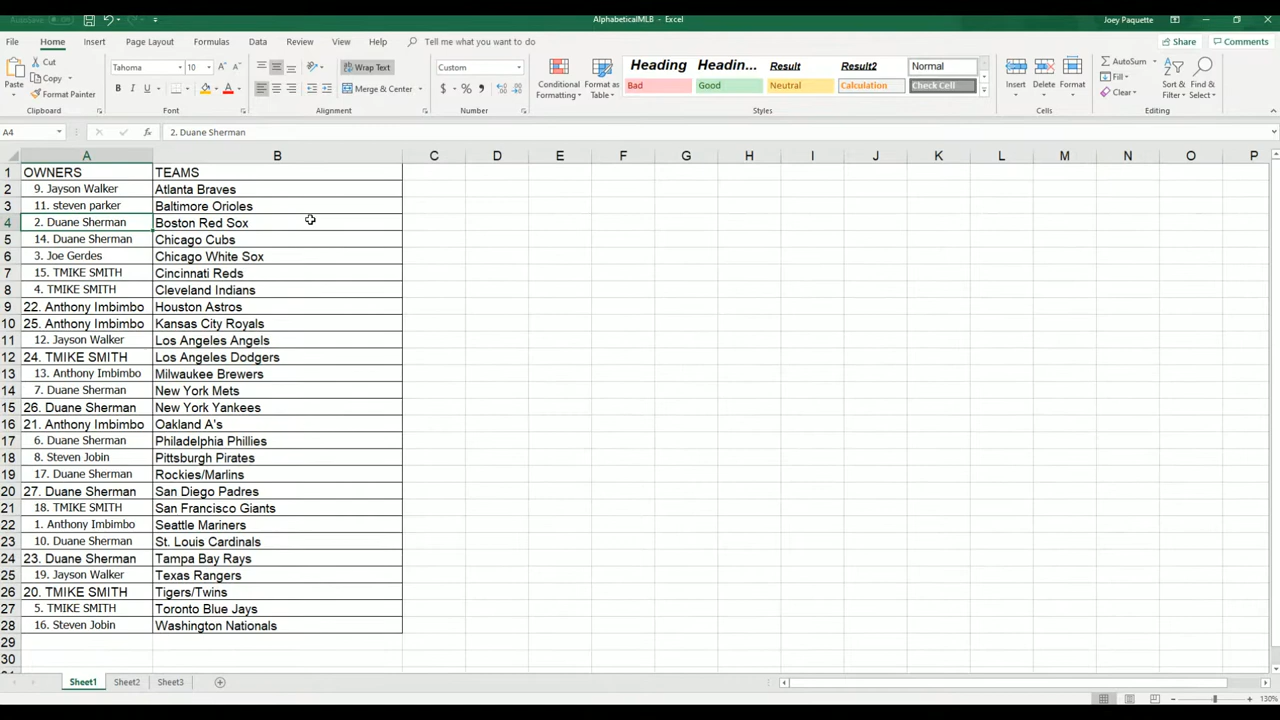 AutoSave Off AlphabeticalMLB - Excel Joey Paquette
File Home Insert Page Layout Formulas Data Review View Help Tell me what you want to do Share Comments
Paste Cut Copy Format Painter Clipboard
Tahoma 10 A A B I U A Font
Wrap Text Merge & Center Alignment
Custom $ % , Number
Conditional Formatting Format as Table
Heading Headin... Result Result2 Normal
Bad Good Neutral Calculation Check Cell
Styles
Insert Delete Format Cells
AutoSum Fill Clear Sort & Filter Find & Select Editing
A4 fx 2. Duane Sherman
A B C D E F G H I J K L M N O P
1 OWNERS TEAMS
2 9. Jayson Walker Atlanta Braves
3 11. steven parker Baltimore Orioles
4 2. Duane Sherman Boston Red Sox
5 14. Duane Sherman Chicago Cubs
6 3. Joe Gerdes Chicago White Sox
7 15. TMIKE SMITH Cincinnati Reds
8 4. TMIKE SMITH Cleveland Indians
9 22. Anthony Imbimbo Houston Astros
10 25. Anthony Imbimbo Kansas City Royals
11 12. Jayson Walker Los Angeles Angels
12 24. TMIKE SMITH Los Angeles Dodgers
13 13. Anthony Imbimbo Milwaukee Brewers
14 7. Duane Sherman New York Mets
15 26. Duane Sherman New York Yankees
16 21. Anthony Imbimbo Oakland A's
17 6. Duane Sherman Philadelphia Phillies
18 8. Steven Jobin Pittsburgh Pirates
19 17. Duane Sherman Rockies/Marlins
20 27. Duane Sherman San Diego Padres
21 18. TMIKE SMITH San Francisco Giants
22 1. Anthony Imbimbo Seattle Mariners
23 10. Duane Sherman St. Louis Cardinals
24 23. Duane Sherman Tampa Bay Rays
25 19. Jayson Walker Texas Rangers
26 20. TMIKE SMITH Tigers/Twins
27 5. TMIKE SMITH Toronto Blue Jays
28 16. Steven Jobin Washington Nationals
29
30
Sheet1 Sheet2 Sheet3
130%